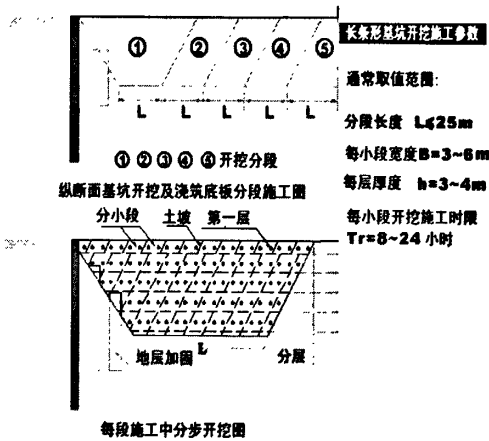 ① ② ③ ④ ⑤
L L L L L
① ② ③ ④ ⑤ 开挖分段
纵断面基坑开挖及浇筑底板分段施工图
长条形基坑开挖施工参数
通常取值范围:
分段长度 L≤25m
每小段宽度B=3~6m
每层厚度 h=3~4m
每小段开挖施工时限
Tr=8~24 小时
分小段 土坡 第一层
L
地层加固 分层
每段施工中分步开挖图